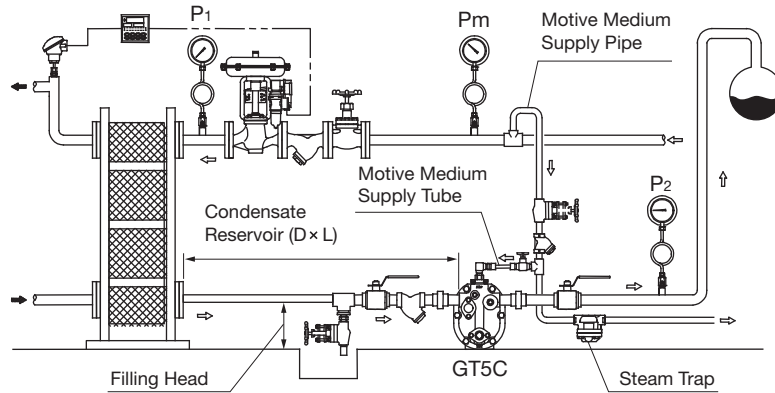 P1
Pm
Motive Medium
Supply Pipe
Motive Medium
Supply Tube
P2
Condensate
Reservoir (D×L)
Filling Head
GT5C
Steam Trap